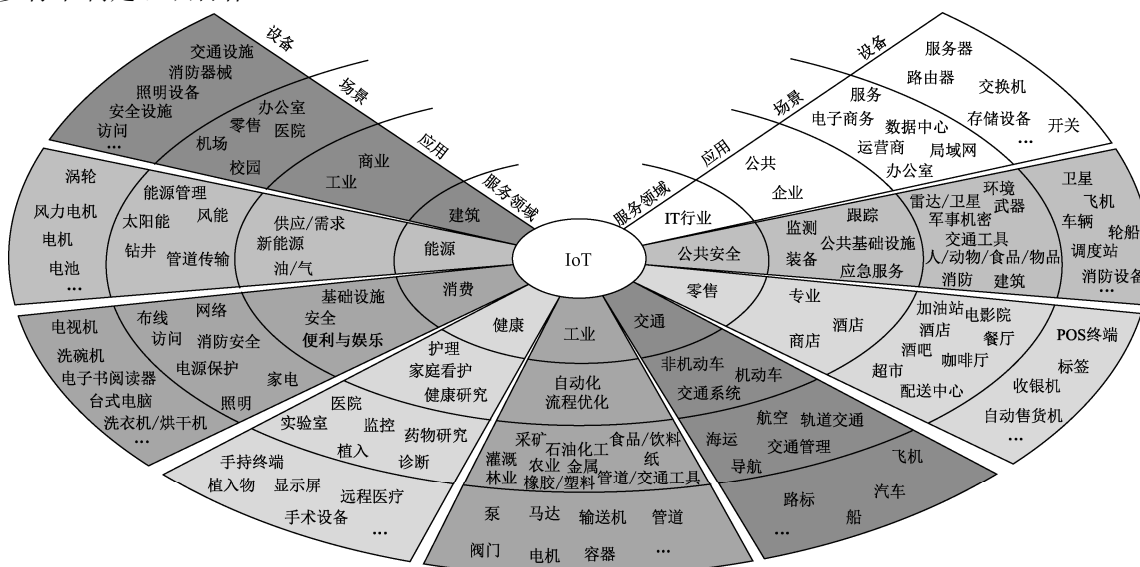 设备
场景
应用
服务领域
交通设施
消防器械
照明设备
安全设施
访问
...
办公室
零售
医院
机场
校园
商业
工业
建筑
涡轮
风力电机
电机
电池
...
能源管理
太阳能
风能
钻井
管道传输
供应/需求
新能源
油/气
能源
电视机
洗碗机
电子书阅读器
台式电脑
洗衣机/烘干机
...
布线
网络
访问
消防安全
电源保护
家电
照明
基础设施
安全
便利与娱乐
消费
手持终端
植入物
显示屏
远程医疗
手术设备
...
医院
实验室
监控
药物研究
植入
诊断
护理
家庭看护
健康研究
健康
IoT
工业
自动化
流程优化
采矿
石油化工
食品/饮料
灌溉
农业
金属
纸
林业
橡胶/塑料
管道/交通工具
泵
马达
输送机
管道
阀门
电机
容器
...
交通
非机动车
机动车
交通系统
航空
轨道交通
海运
交通管理
导航
飞机
路标
汽车
船
...
零售
专业
酒店
商店
加油站
电影院
酒店
餐厅
酒吧
咖啡厅
超市
配送中心
POS终端
标签
收银机
自动售货机
...
公共安全
监测
跟踪
公共基础设施
装备
应急服务
雷达/卫星
环境
武器
军事机密
交通工具
人/动物/食品/物品
消防
建筑
卫星
飞机
车辆
轮船
调度站
消防设备
...
设备
场景
应用
服务领域
IT行业
公共
企业
服务
电子商务
数据中心
运营商
局域网
办公室
服务器
路由器
交换机
存储设备
开关
...